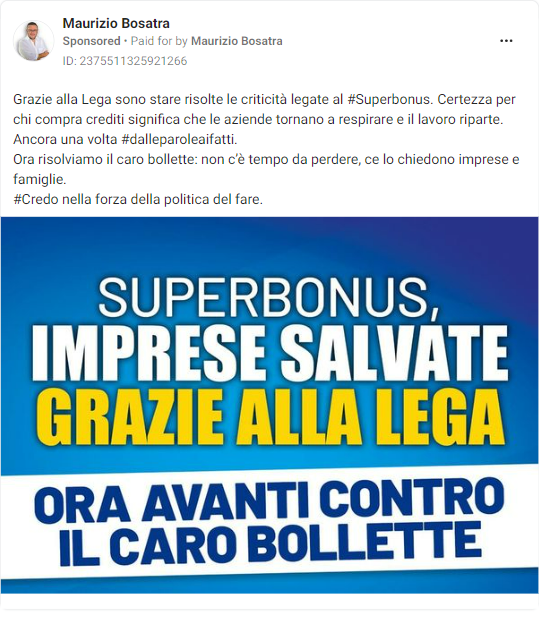 Maurizio Bosatra
Sponsored • Paid for by Maurizio Bosatra
ID: 2375511325921266
Grazie alla Lega sono stare risolte le criticità legate al #Superbonus. Certezza per
chi compra crediti significa che le aziende tornano a respirare e il lavoro riparte.
Ancora una volta #dalleparoleaifatti.
Ora risolviamo il caro bollette: non c'è tempo da perdere, ce lo chiedono imprese e
famiglie.
#Credo nella forza della politica del fare.
SUPERBONUS,
IMPRESE SALVATE
GRAZIE ALLA LEGA
ORA AVANTI CONTRO
IL CARO BOLLETTE